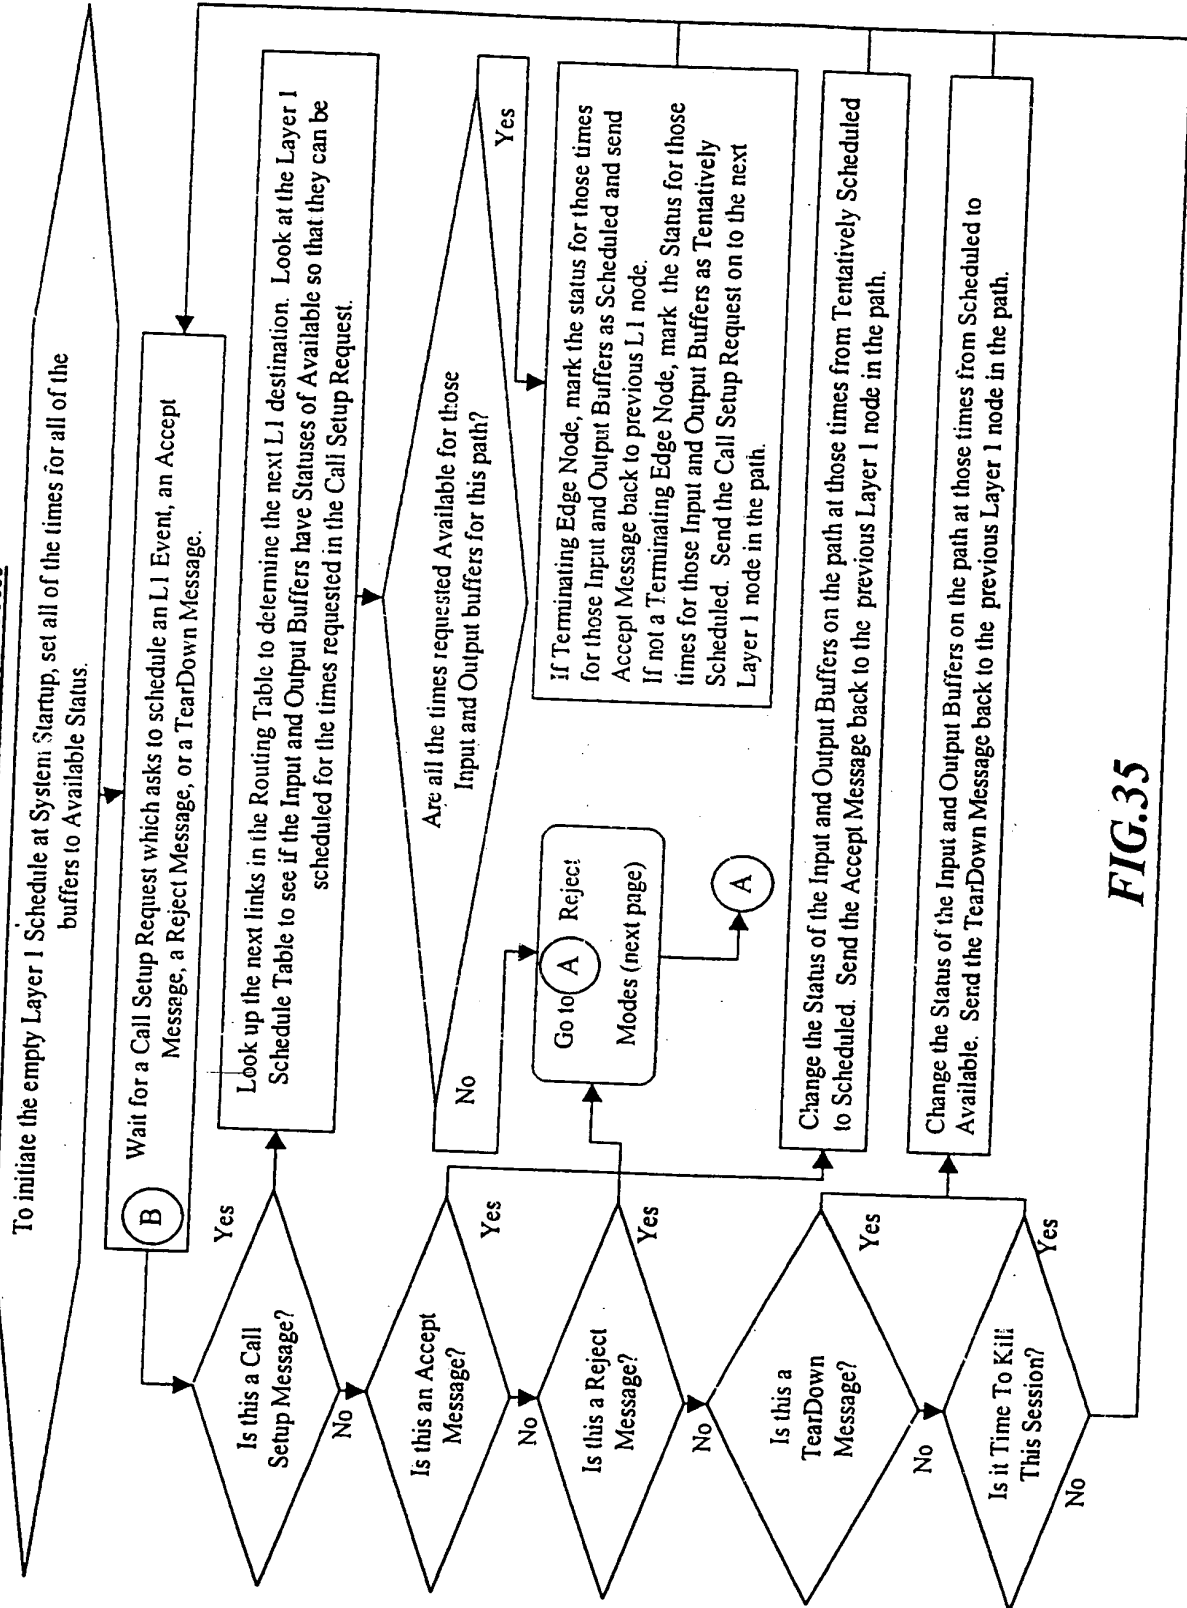 To initiate the empty Layer 1 Schedule at System Startup, set all of the times for all of the
buffers to Available Status.
B
Wait for a Call Setup Request which asks to schedule an L1 Event, an Accept
Message, a Reject Message, or a TearDown Message.
Is this a Call
Setup Message?
Yes
No
Look up the next links in the Routing Table to determine the next L1 destination. Look at the Layer 1
Schedule Table to see if the Input and Output Buffers have Statuses of Available so that they can be
scheduled for the times requested in the Call Setup Request.
Are all the times requested Available for those
Input and Output buffers for this path?
Yes
No
If Terminating Edge Node, mark the status for those times
for those Input and Output Buffers as Scheduled and send
Accept Message back to previous L1 node.
If not a Terminating Edge Node, mark the Status for those
times for those Input and Output Buffers as Tentatively
Scheduled. Send the Call Setup Request on to the next
Layer 1 node in the path.
Is this an Accept
Message?
Yes
No
Go to A Reject
Modes (next page)
A
Is this a Reject
Message?
Yes
No
Change the Status of the Input and Output Buffers on the path at those times from Tentatively Scheduled
to Scheduled. Send the Accept Message back to the previous Layer 1 node in the path.
Is this a
TearDown
Message?
Yes
No
Change the Status of the Input and Output Buffers on the path at those times from Scheduled to
Available. Send the TearDown Message back to the previous Layer 1 node in the path.
Is it Time To Kill
This Session?
Yes
No
FIG.35